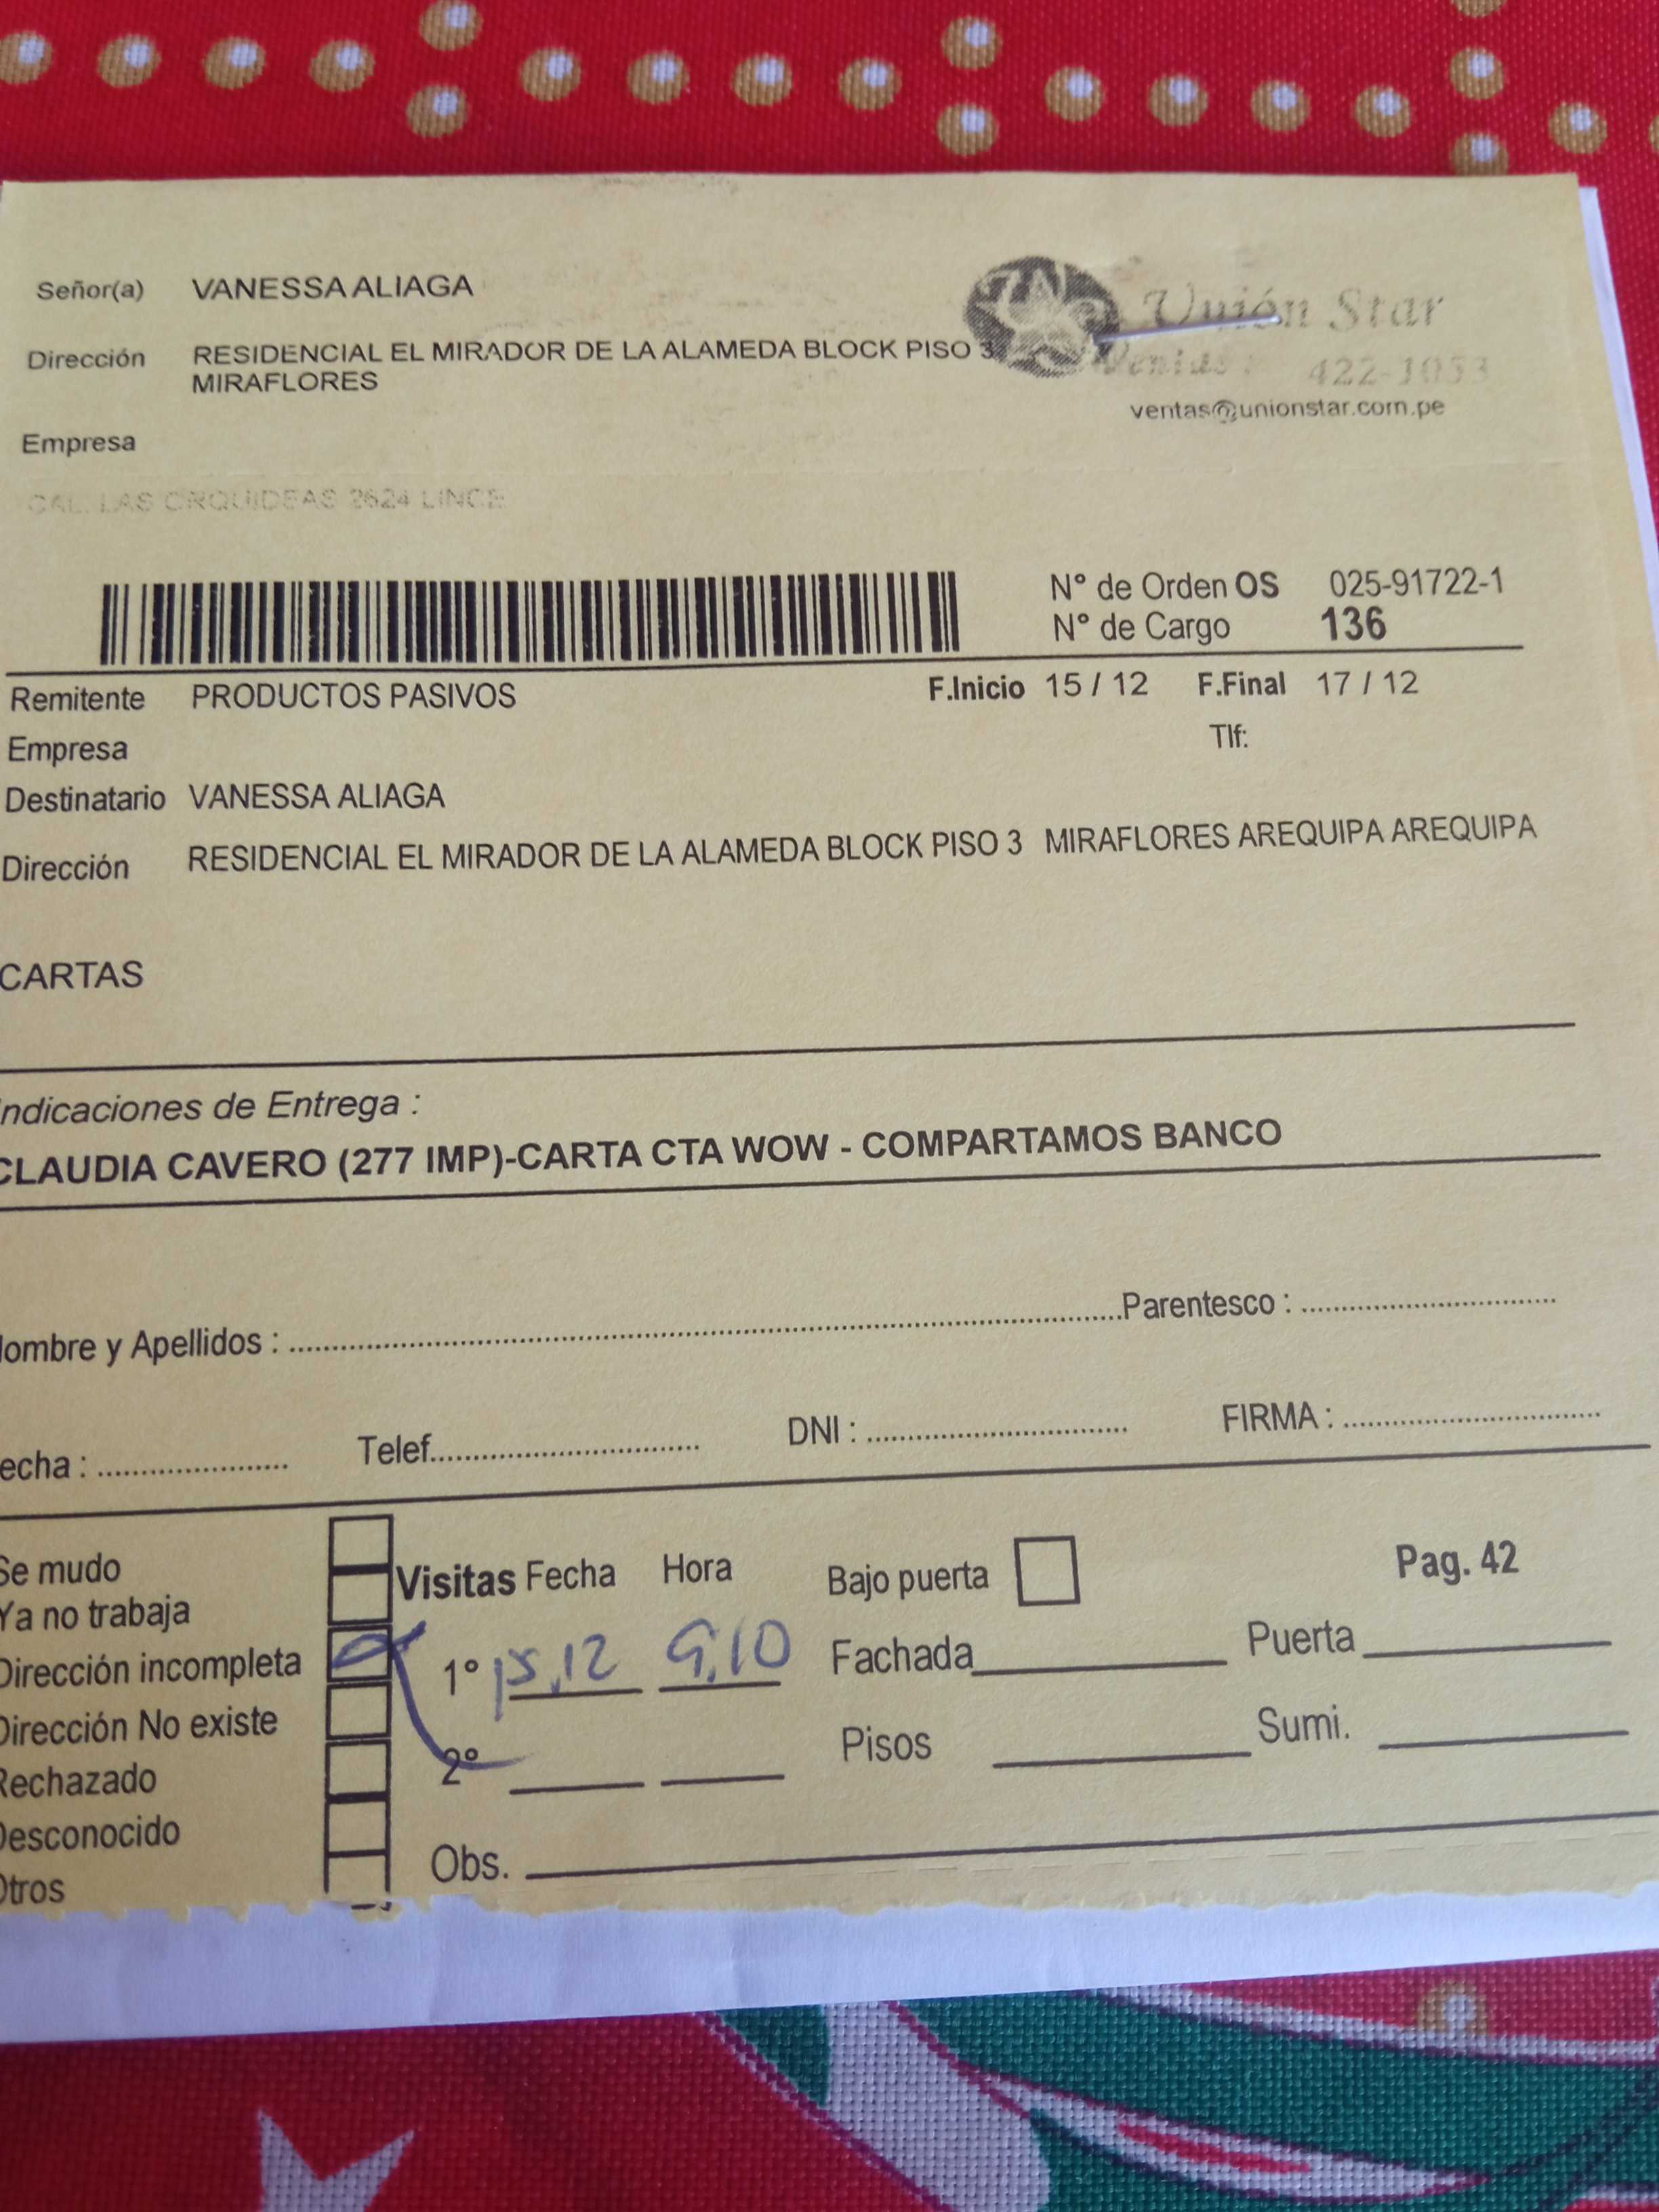 Señor(a) VANESSA ALIAGA
Dirección RESIDENCIAL EL MIRADOR DE LA ALAMEDA BLOCK PISO 3
MIRAFLORES
Unión Star
Ventas : 422-1053
ventas@unionstar.com.pe
Empresa
CAL. LAS ORQUIDEAS 2624 LINCE
N° de Orden OS 025-91722-1
N° de Cargo 136
Remitente PRODUCTOS PASIVOS F.Inicio 15 / 12 F.Final 17 / 12
Empresa Tlf:
Destinatario VANESSA ALIAGA
Dirección RESIDENCIAL EL MIRADOR DE LA ALAMEDA BLOCK PISO 3 MIRAFLORES AREQUIPA AREQUIPA
CARTAS
ndicaciones de Entrega :
CLAUDIA CAVERO (277 IMP)-CARTA CTA WOW - COMPARTAMOS BANCO
ombre y Apellidos : Parentesco :
echa : Telef. DNI : FIRMA :
Se mudo
Ya no trabaja
Dirección incompleta
Dirección No existe
Rechazado
Desconocido
Otros
Visitas Fecha Hora
1° 15,12 9,10
2°
Bajo puerta Pag. 42
Fachada Puerta
Pisos Sumi.
Obs.